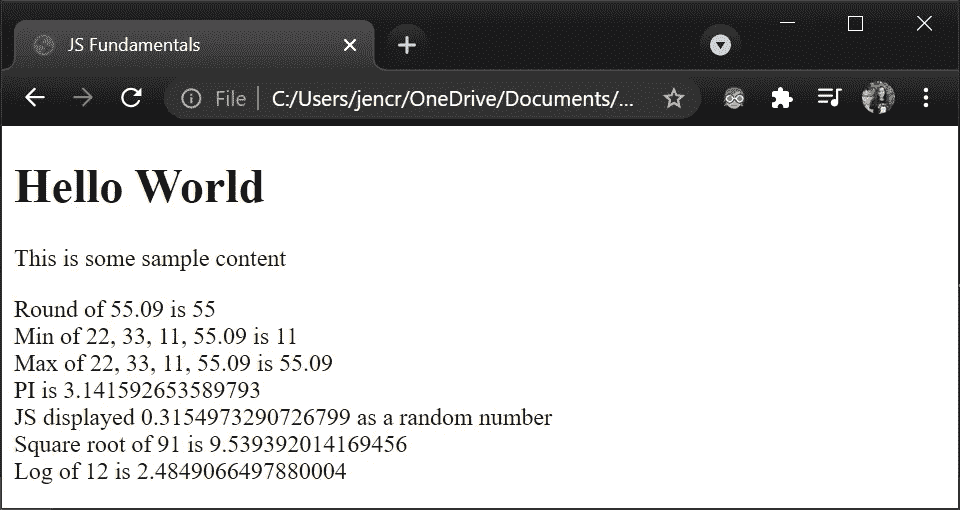 JS Fundamentals
File | C:/Users/jencr/OneDrive/Documents/...
Hello World
This is some sample content
Round of 55.09 is 55
Min of 22, 33, 11, 55.09 is 11
Max of 22, 33, 11, 55.09 is 55.09
PI is 3.141592653589793
JS displayed 0.3154973290726799 as a random number
Square root of 91 is 9.539392014169456
Log of 12 is 2.4849066497880004